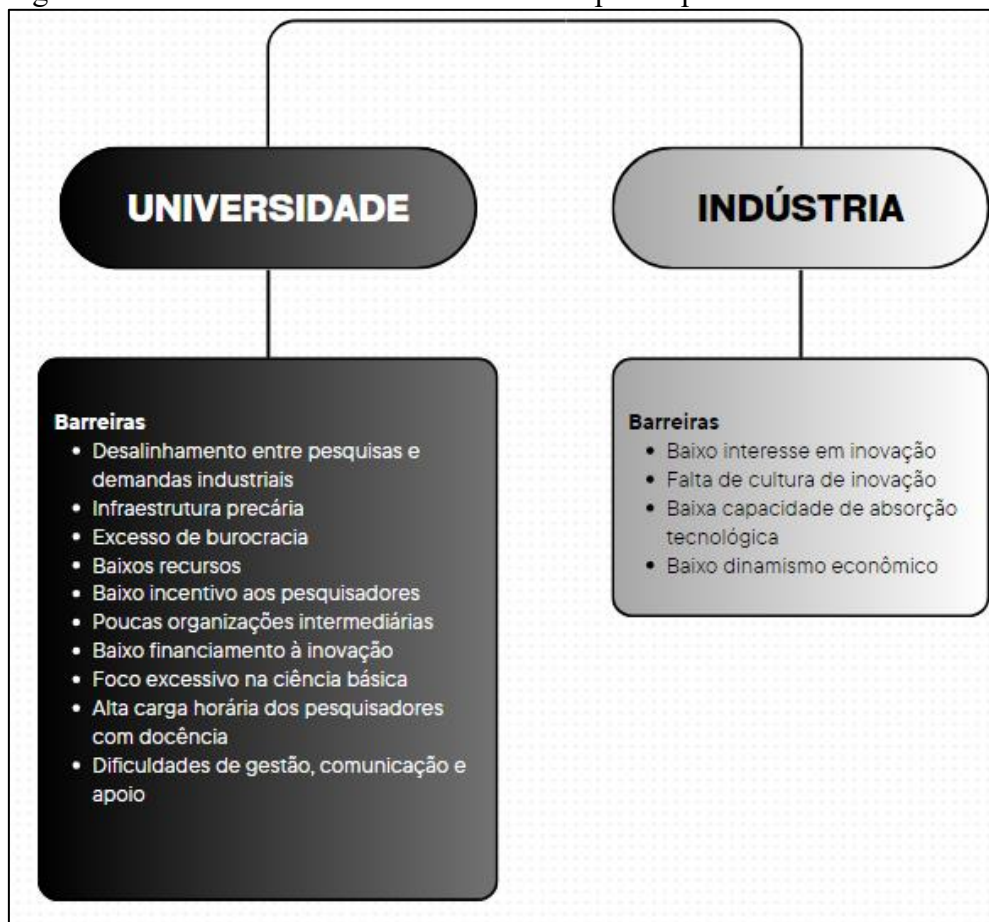 UNIVERSIDADE
INDÚSTRIA
Barreiras
• Desalinhamento entre pesquisas e
demandas industriais
• Infraestrutura precária
• Excesso de burocracia
• Baixos recursos
• Baixo incentivo aos pesquisadores
• Poucas organizações intermediárias
• Baixo financiamento à inovação
• Foco excessivo na ciência básica
• Alta carga horária dos pesquisadores
com docência
• Dificuldades de gestão, comunicação e
apoio
Barreiras
• Baixo interesse em inovação
• Falta de cultura de inovação
• Baixa capacidade de absorção
tecnológica
• Baixo dinamismo econômico